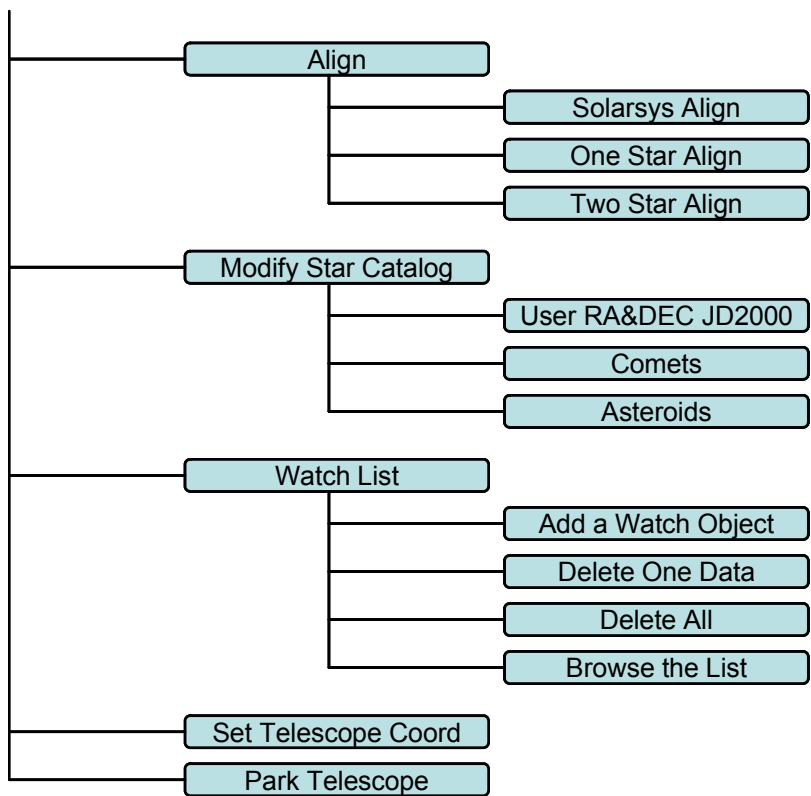 Align
Solarsys Align
One Star Align
Two Star Align
Modify Star Catalog
User RA&DEC JD2000
Comets
Asteroids
Watch List
Add a Watch Object
Delete One Data
Delete All
Browse the List
Set Telescope Coord
Park Telescope